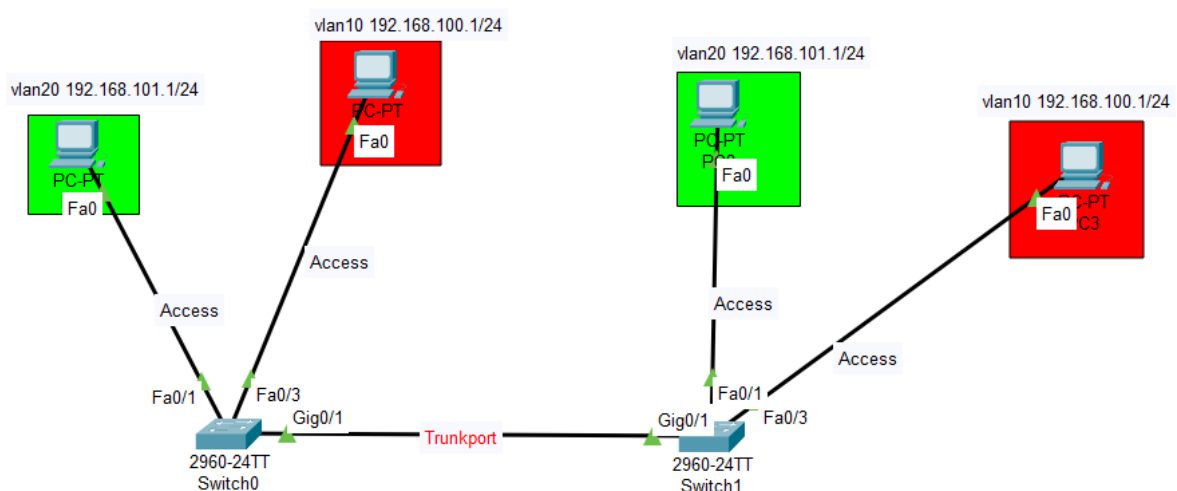 vlan10 192.168.100.1/24
vlan20 192.168.101.1/24
vlan20 192.168.101.1/24
vlan10 192.168.100.1/24
PC-PT
Fa0
PC-PT
Fa0
PC-PT
Fa0
PC-PT
PC3
Fa0
Access
Access
Access
Access
Fa0/1
Fa0/3
Gig0/1
Trunkport
Gig0/1
Fa0/1
Fa0/3
2960-24TT
Switch0
2960-24TT
Switch1